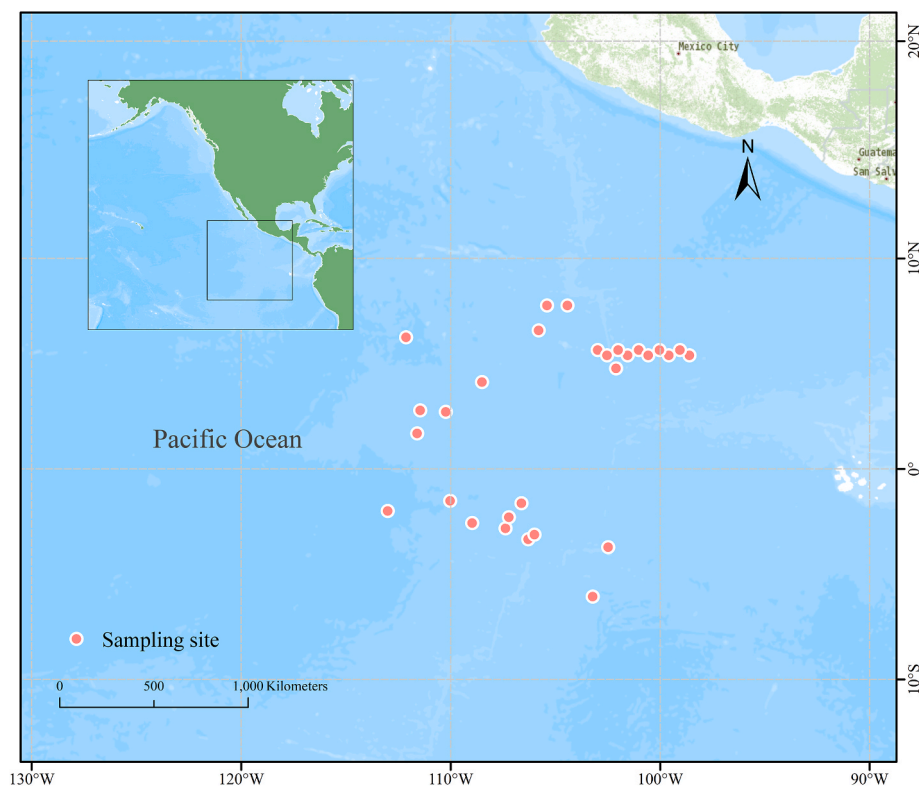 Mexico City
20°N
N
Guatema
San Salv
10°N
Pacific Ocean
0°
Sampling site
0 500 1,000 Kilometers
10°S
130°W 120°W 110°W 100°W 90°W